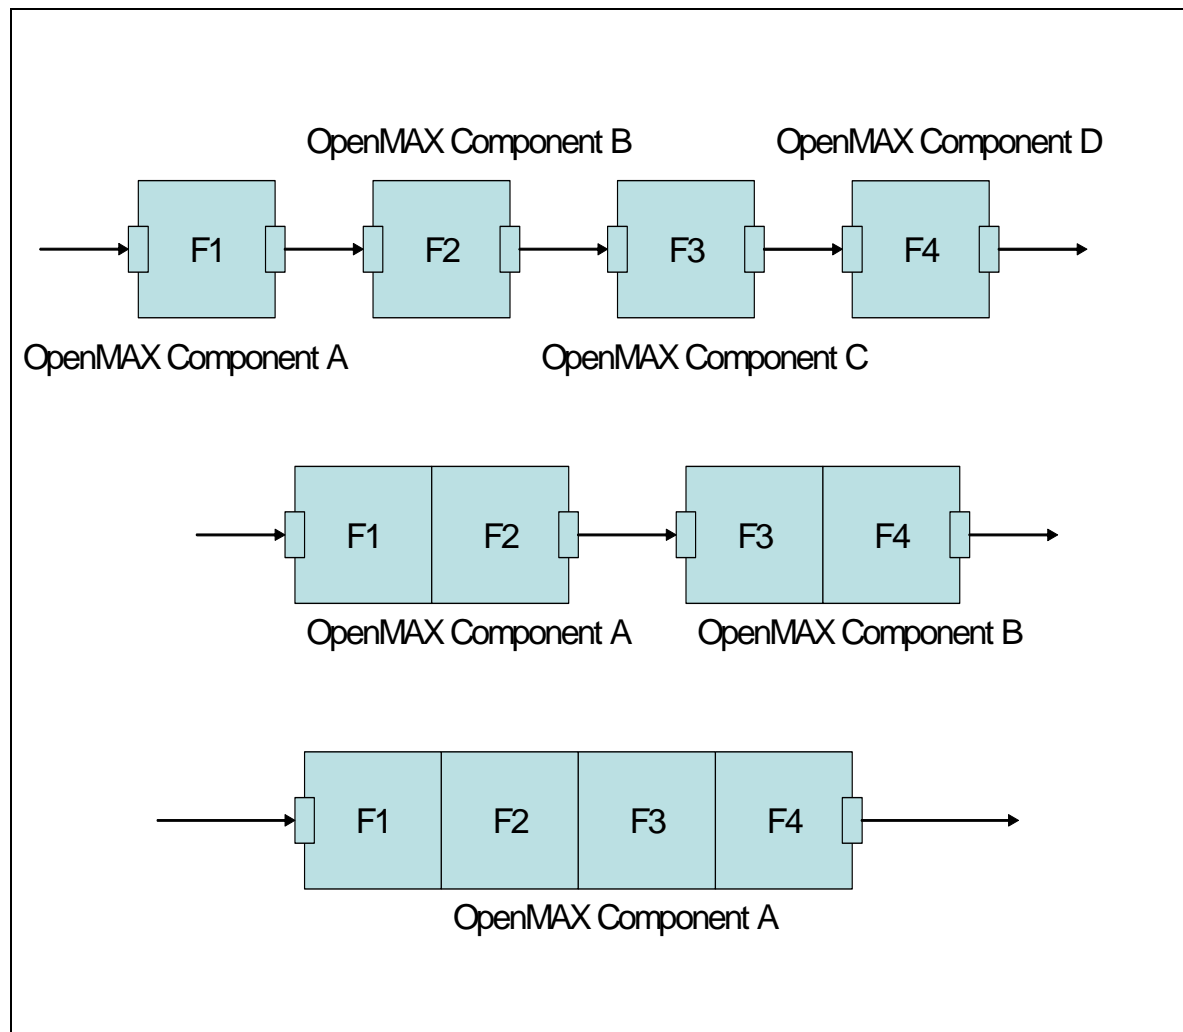 OpenMAX Component B
OpenMAX Component D
F1
F2
F3
F4
OpenMAX Component A
OpenMAX Component C
F1
F2
F3
F4
OpenMAX Component A
OpenMAX Component B
F1
F2
F3
F4
OpenMAX Component A